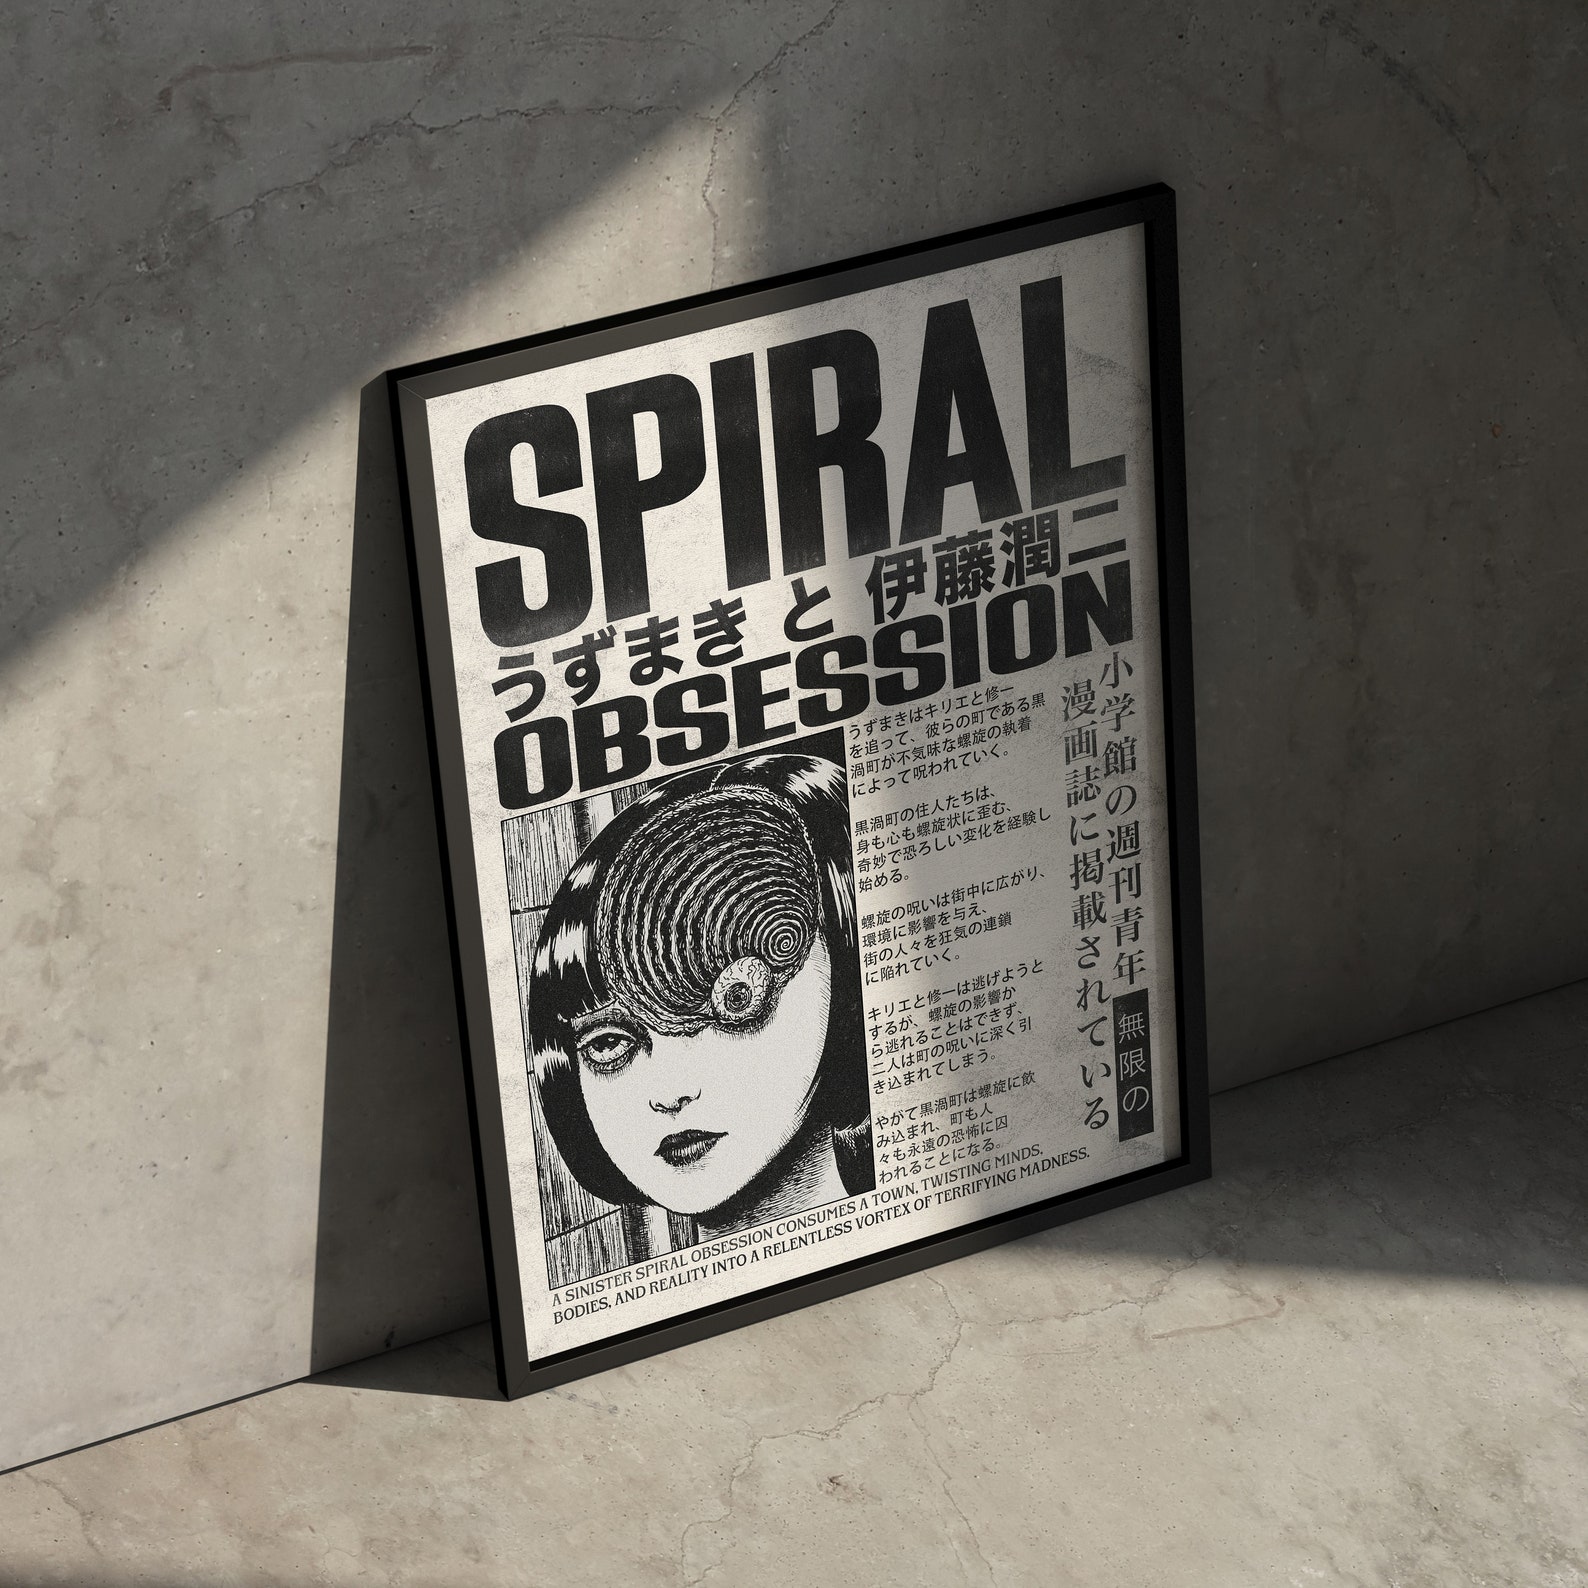 SPIRAL
うずまき と 伊藤潤二
OBSESSION
うずまきはキリエと修一
を追って、彼らの町である黒
渦町が不気味な螺旋の執着
によって呪われていく。
黒渦町の住人たちは、
身も心も螺旋状に歪む、
奇妙で恐ろしい変化を経験し
始める。
螺旋の呪いは街中に広がり、
環境に影響を与え、
街の人々を狂気の連鎖
に陥れていく。
キリエと修一は逃げようと
するが、螺旋の影響か
ら逃れることはできず、
二人は町の呪いに深く引
き込まれてしまう。
やがて黒渦町は螺旋に飲
み込まれ、町も人
々も永遠の恐怖に囚
われることになる。
小学館の週刊青年
漫画誌に掲載されている
無限の
A SINISTER SPIRAL OBSESSION CONSUMES A TOWN, TWISTING MINDS,
BODIES, AND REALITY INTO A RELENTLESS VORTEX OF TERRIFYING MADNESS.